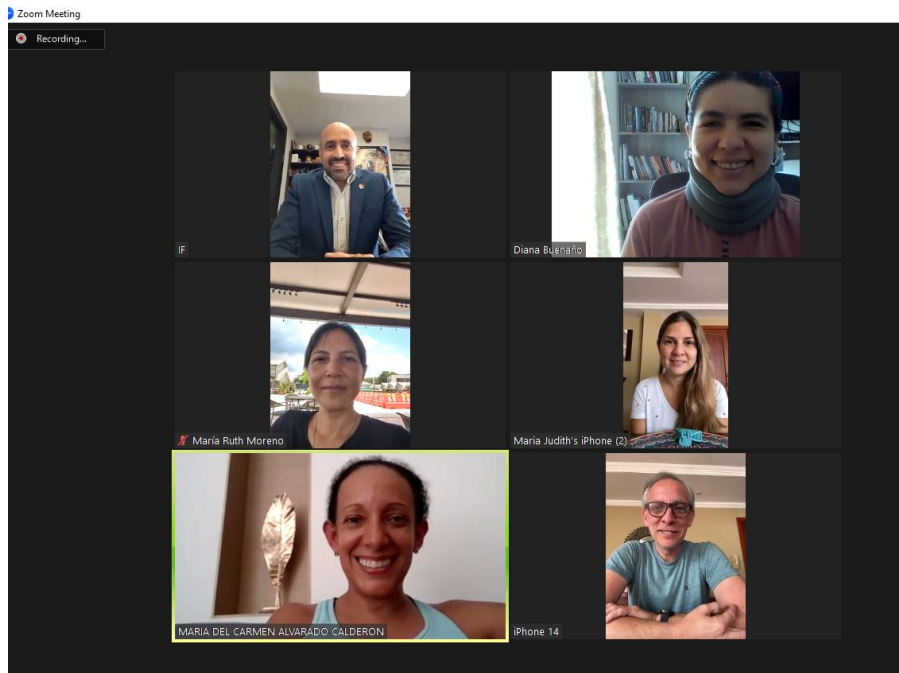 Zoom Meeting
Recording...
IF
Diana Buenaño
María Ruth Moreno
Maria Judith's iPhone (2)
MARIA DEL CARMEN ALVARADO CALDERON
iPhone 14